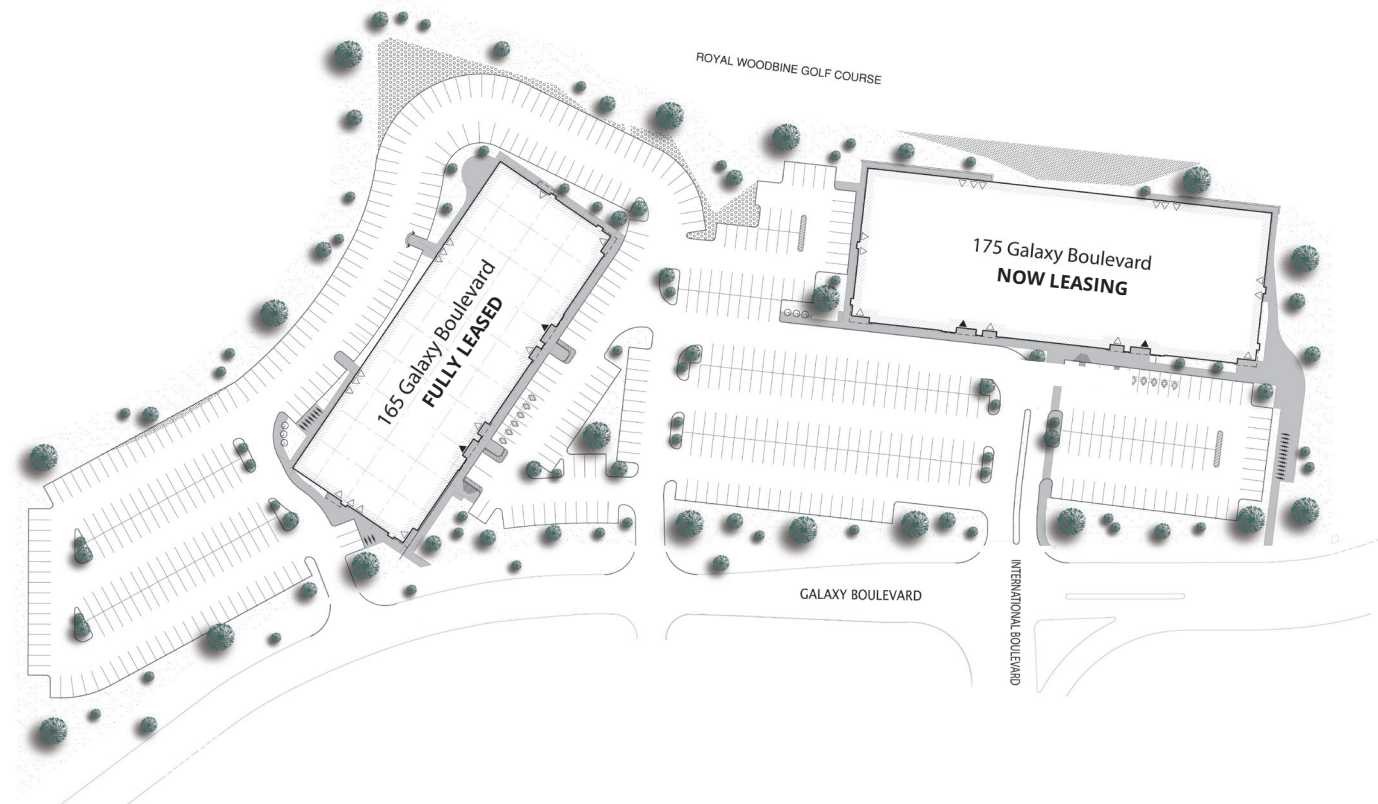 ROYAL WOODBINE GOLF COURSE
175 Galaxy Boulevard
NOW LEASING
165 Galaxy Boulevard
FULLY LEASED
GALAXY BOULEVARD
INTERNATIONAL BOULEVARD